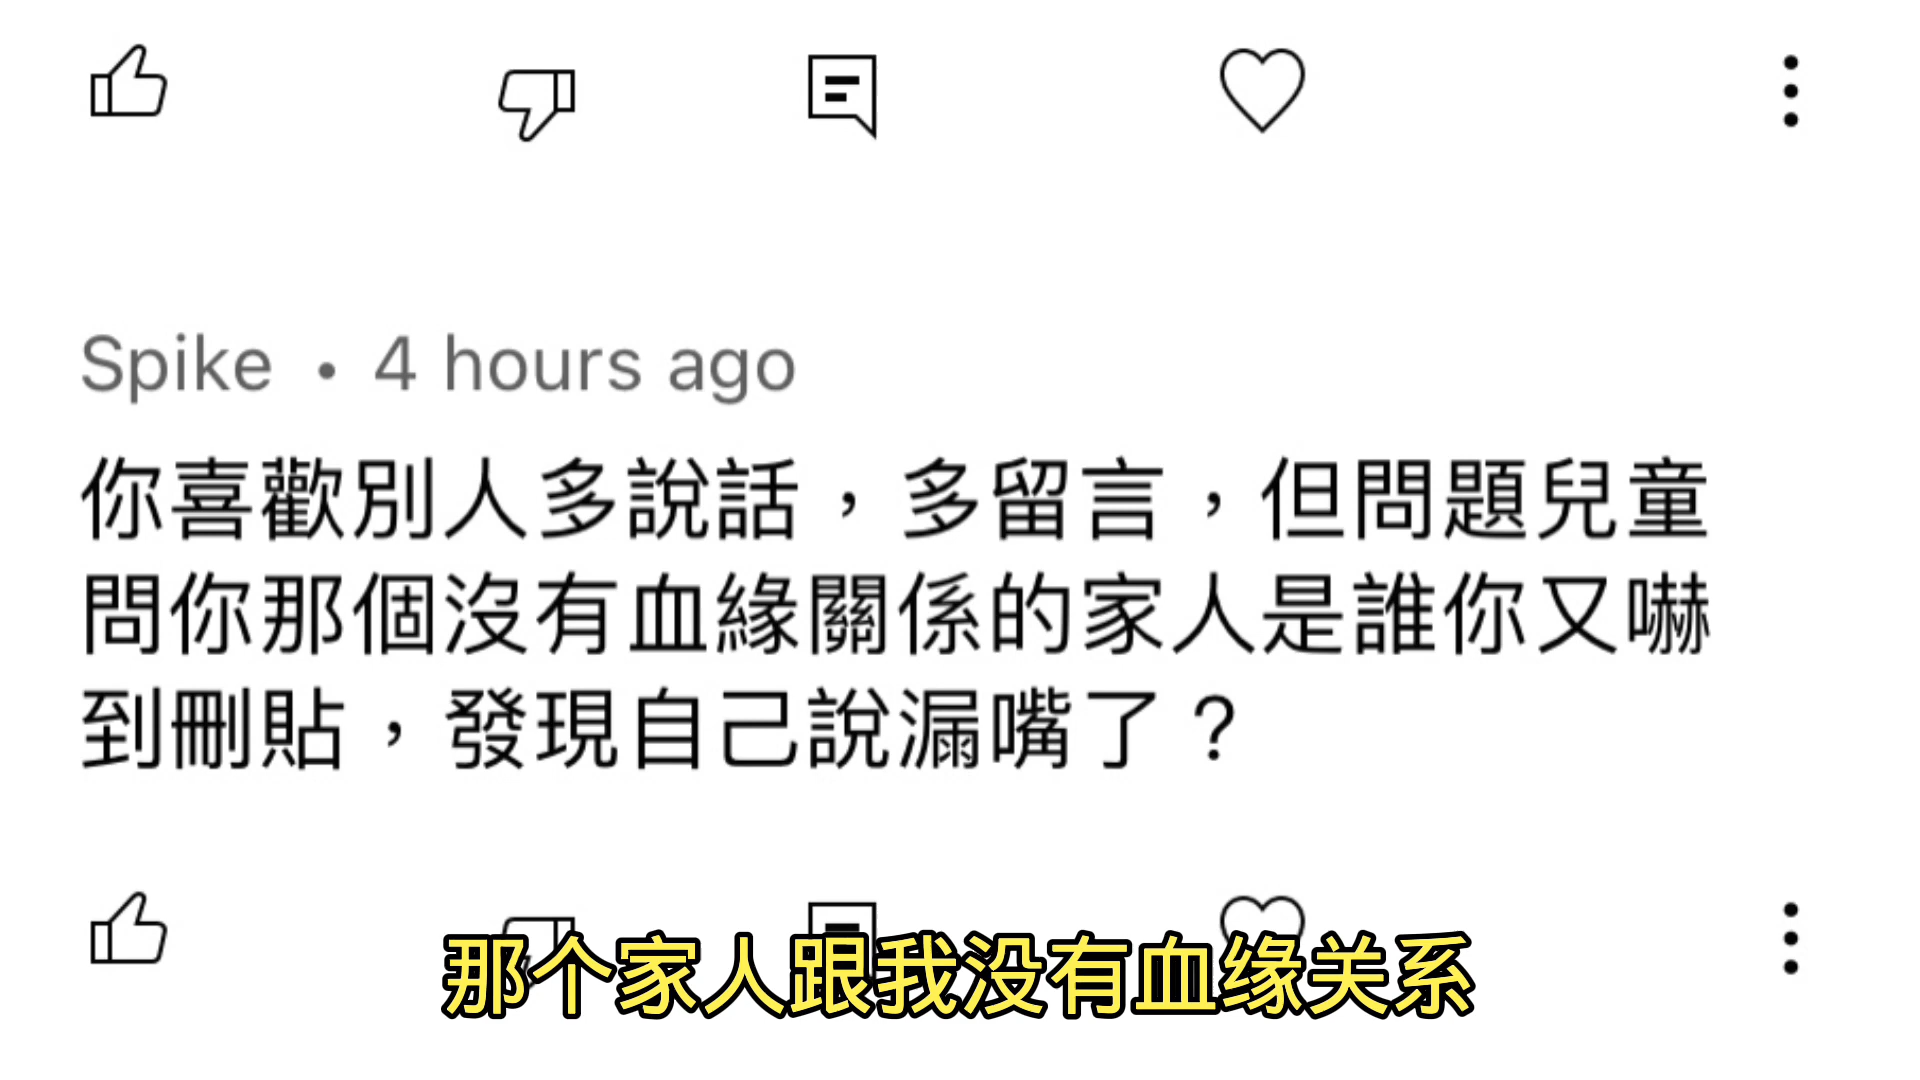 Spike • 4 hours ago
你喜歡別人多說話，多留言，但問題兒童
問你那個沒有血緣關係的家人是誰你又嚇
到刪貼，發現自己說漏嘴了？
那个家人跟我没有血缘关系